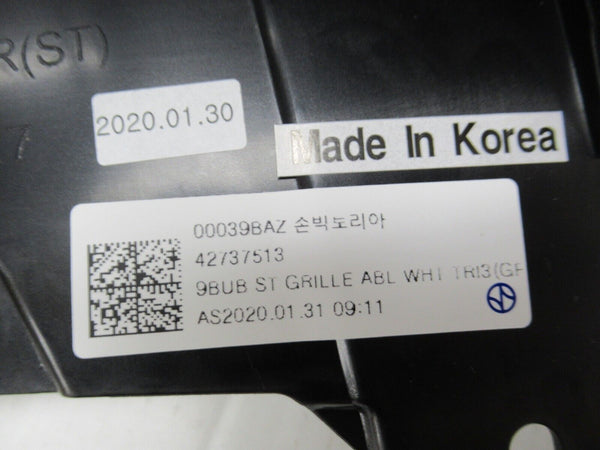 R(ST)
7
2020.01.30
Made In Korea
00039BAZ 손빅도리아
42737513
9BUB ST GRILLE ABL WHT TRI3(GF
AS2020.01.31 09:11